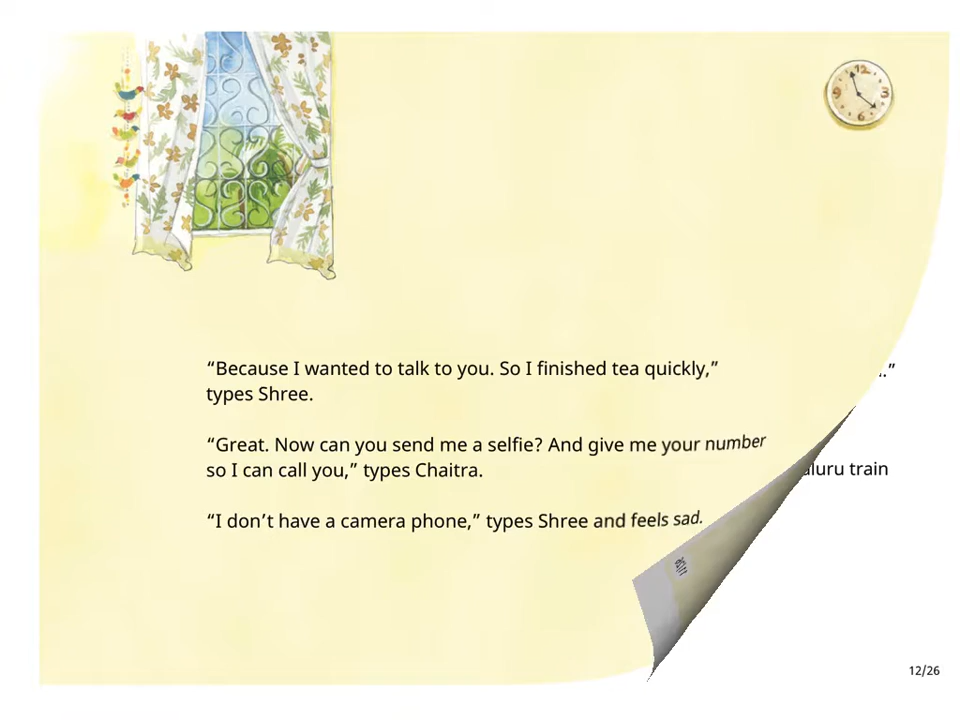 “Because I wanted to talk to you. So I finished tea quickly,”
types Shree.
“Great. Now can you send me a selfie? And give me your number
so I can call you,” types Chaitra.
train
“I don’t have a camera phone,” types Shree and feels sad.
12/26